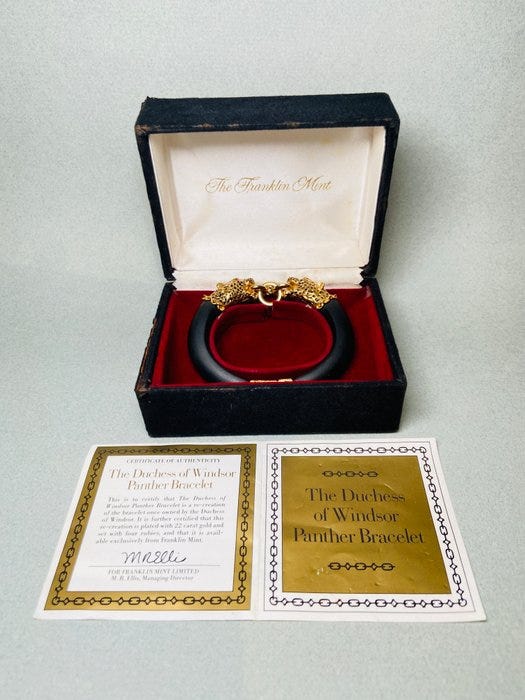 The Franklin Mint
CERTIFICATE OF AUTHENTICITY
The Duchess of Windsor
Panther Bracelet
This is to certify that The Duchess of
Windsor Panther Bracelet is a re-creation
of the bracelet once owned by the Duchess
of Windsor. It is further certified that this
re-creation is plated with 22 carat gold and
set with four rubies, and that it is avail-
able exclusively from Franklin Mint.
MREllis
FOR FRANKLIN MINT LIMITED
M. R. Ellis, Managing Director
The Duchess
of Windsor
Panther Bracelet